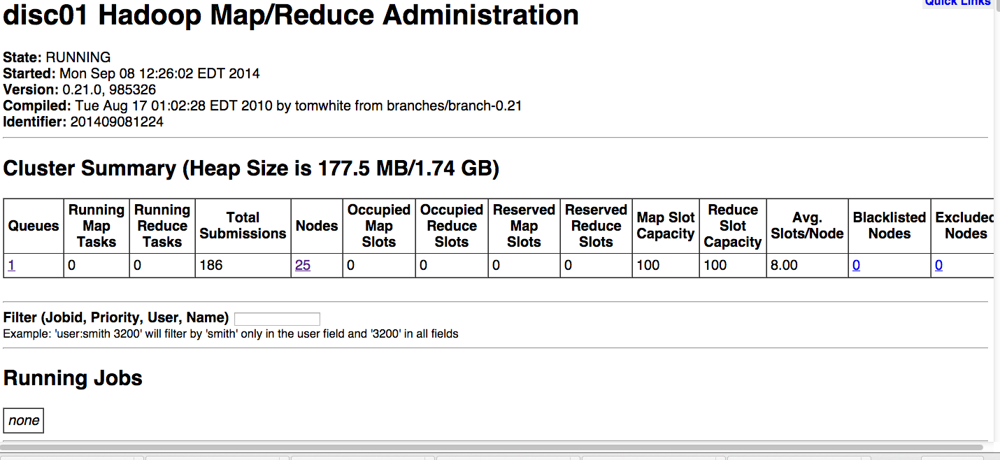 Quick Links
disc01 Hadoop Map/Reduce Administration
State: RUNNING
Started: Mon Sep 08 12:26:02 EDT 2014
Version: 0.21.0, 985326
Compiled: Tue Aug 17 01:02:28 EDT 2010 by tomwhite from branches/branch-0.21
Identifier: 201409081224
Cluster Summary (Heap Size is 177.5 MB/1.74 GB)
Queues Running Map Tasks Running Reduce Tasks Total Submissions Nodes Occupied Map Slots Occupied Reduce Slots Reserved Map Slots Reserved Reduce Slots Map Slot Capacity Reduce Slot Capacity Avg. Slots/Node Blacklisted Nodes Excluded Nodes
1 0 0 186 25 0 0 0 0 100 100 8.00 0 0
Filter (Jobid, Priority, User, Name)
Example: 'user:smith 3200' will filter by 'smith' only in the user field and '3200' in all fields
Running Jobs
none